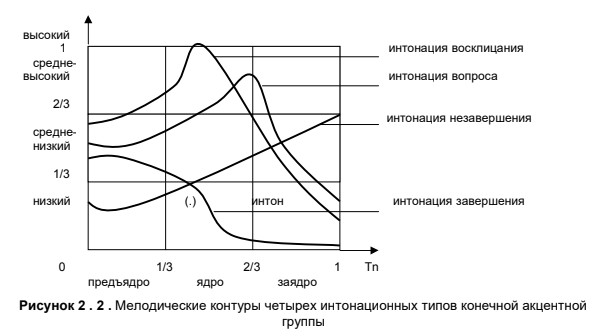 высокий
1
средне-
высокий
2/3
средне-
низкий
1/3
низкий
интонация восклицания
интонация вопроса
интонация незавершения
(.) интон интонация завершения
0 1/3 2/3 1 Тn
предъядро ядро заядро
Рисунок 2 . 2 . Мелодические контуры четырех интонационных типов конечной акцентной
группы